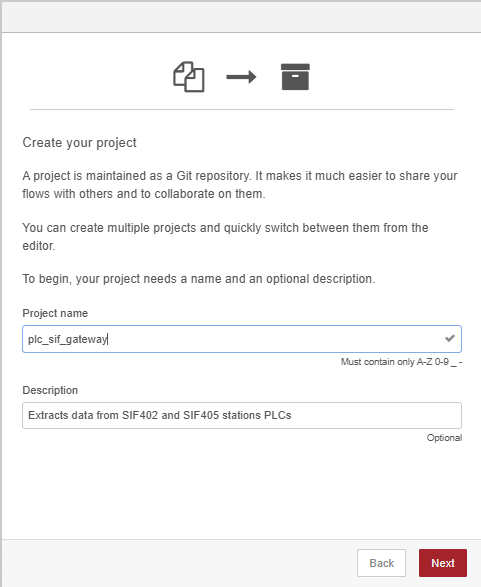 Create your project
A project is maintained as a Git repository. It makes it much easier to share your
flows with others and to collaborate on them.
You can create multiple projects and quickly switch between them from the
editor.
To begin, your project needs a name and an optional description.
Project name
plc_sif_gateway
Must contain only A-Z 0-9 _ -
Description
Extracts data from SIF402 and SIF405 stations PLCs
Optional
Back Next